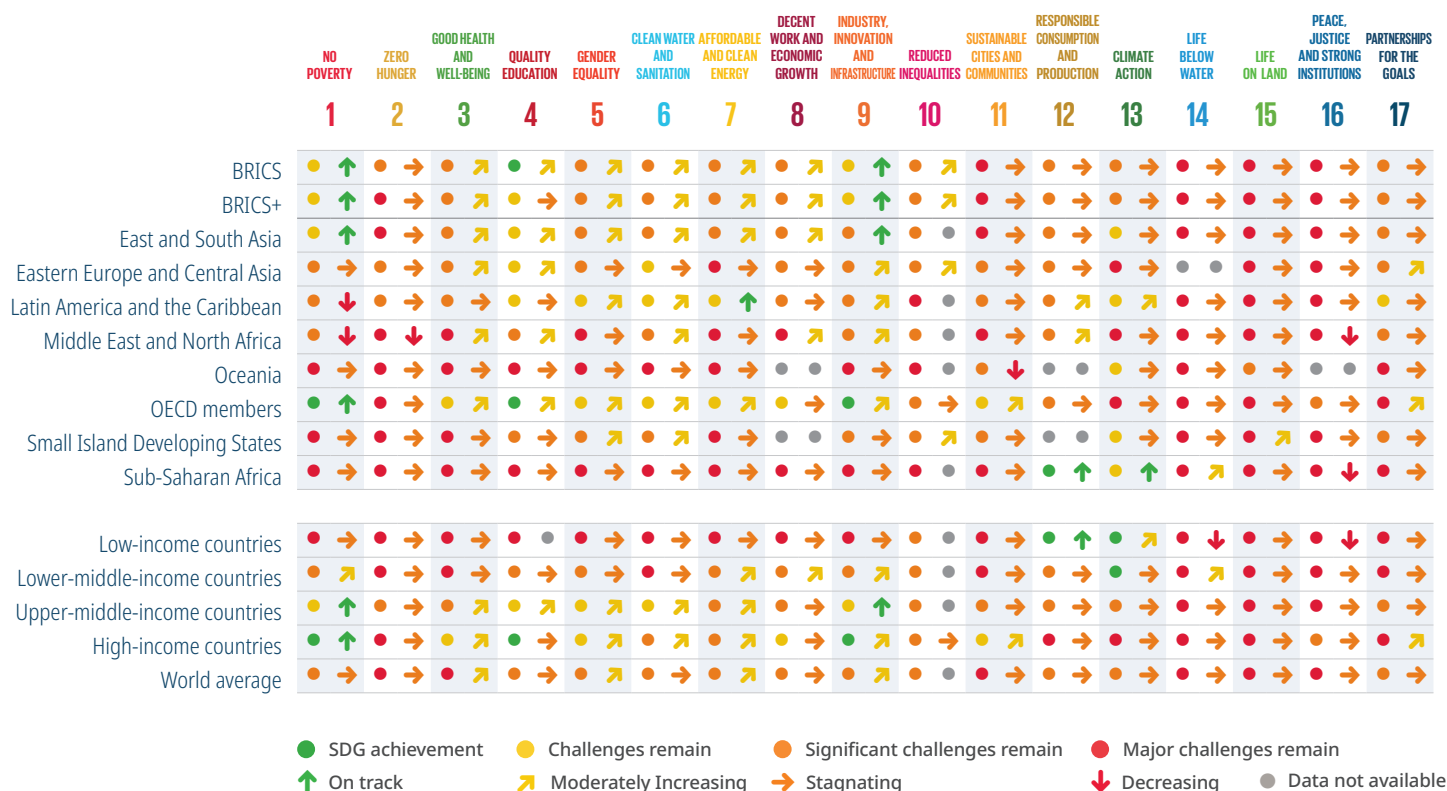 NO
POVERTY
ZERO
HUNGER
GOOD HEALTH
AND
WELL-BEING
QUALITY
EDUCATION
GENDER
EQUALITY
CLEAN WATER
AND
SANITATION
AFFORDABLE
AND CLEAN
ENERGY
DECENT
WORK AND
ECONOMIC
GROWTH
INDUSTRY,
INNOVATION
AND
INFRASTRUCTURE
REDUCED
INEQUALITIES
SUSTAINABLE
CITIES AND
COMMUNITIES
RESPONSIBLE
CONSUMPTION
AND
PRODUCTION
CLIMATE
ACTION
LIFE
BELOW
WATER
LIFE
ON LAND
PEACE,
JUSTICE
AND STRONG
INSTITUTIONS
PARTNERSHIPS
FOR THE
GOALS
1 2 3 4 5 6 7 8 9 10 11 12 13 14 15 16 17
BRICS
BRICS+
East and South Asia
Eastern Europe and Central Asia
Latin America and the Caribbean
Middle East and North Africa
Oceania
OECD members
Small Island Developing States
Sub-Saharan Africa
Low-income countries
Lower-middle-income countries
Upper-middle-income countries
High-income countries
World average
SDG achievement Challenges remain Significant challenges remain Major challenges remain
On track Moderately Increasing Stagnating Decreasing Data not available